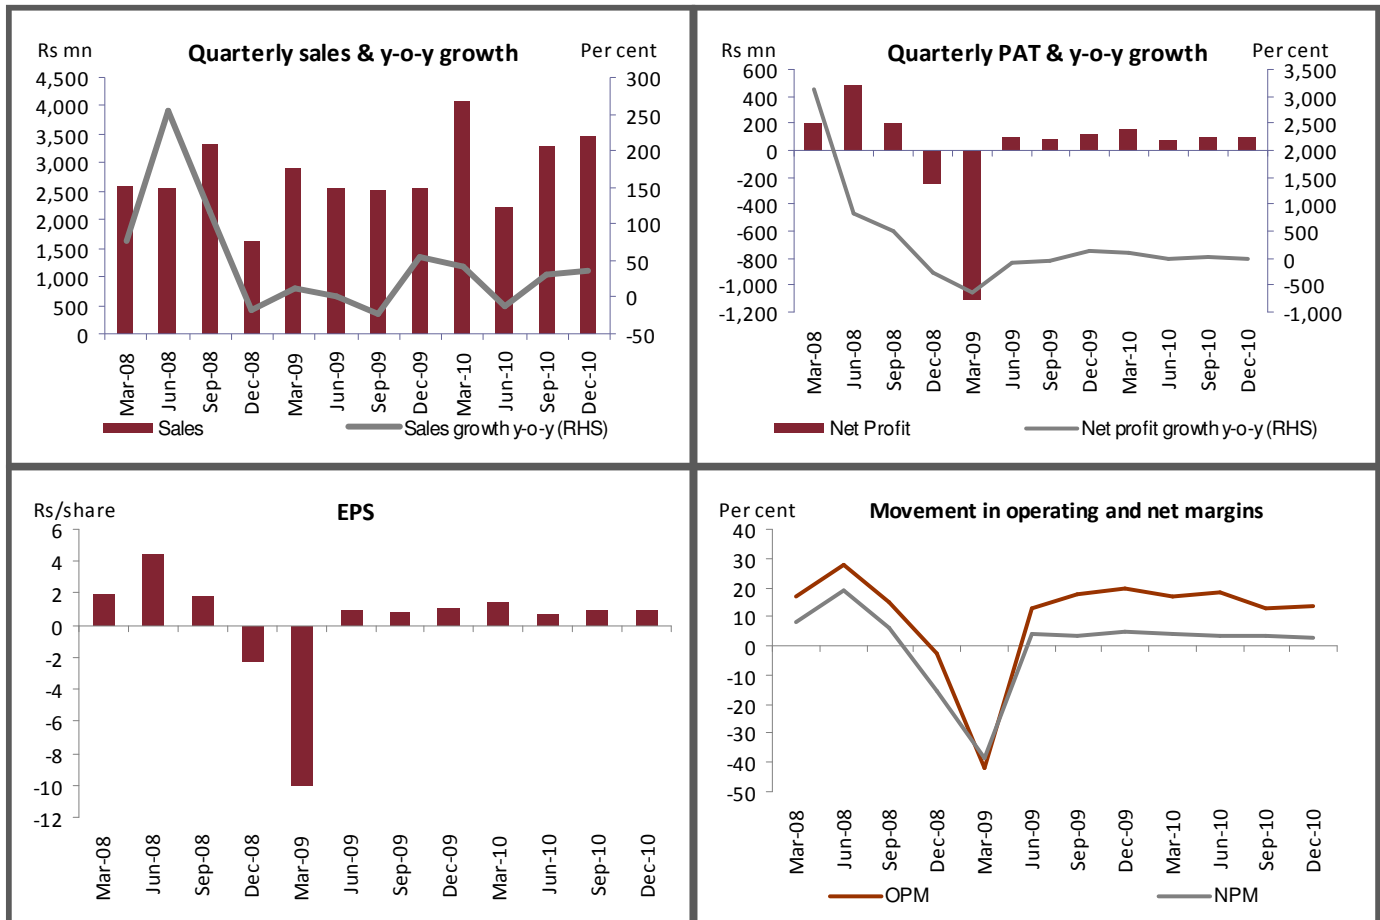 Quarterly sales & y-o-y growth
Rs mn
Per cent
4,500
4,000
3,500
3,000
2,500
2,000
1,500
1,000
500
0
300
250
200
150
100
50
0
-50
Mar-08
Jun-08
Sep-08
Dec-08
Mar-09
Jun-09
Sep-09
Dec-09
Mar-10
Jun-10
Sep-10
Dec-10
Sales
Sales growth y-o-y (RHS)
Quarterly PAT & y-o-y growth
Rs mn
Per cent
600
400
200
0
-200
-400
-600
-800
-1,000
-1,200
3,500
3,000
2,500
2,000
1,500
1,000
500
0
-500
-1,000
Mar-08
Jun-08
Sep-08
Dec-08
Mar-09
Jun-09
Sep-09
Dec-09
Mar-10
Jun-10
Sep-10
Dec-10
Net Profit
Net profit growth y-o-y (RHS)
Rs/share
EPS
6
4
2
0
-2
-4
-6
-8
-10
-12
Mar-08
Jun-08
Sep-08
Dec-08
Mar-09
Jun-09
Sep-09
Dec-09
Mar-10
Jun-10
Sep-10
Dec-10
Per cent
Movement in operating and net margins
40
30
20
10
0
-10
-20
-30
-40
-50
Mar-08
Jun-08
Sep-08
Dec-08
Mar-09
Jun-09
Sep-09
Dec-09
Mar-10
Jun-10
Sep-10
Dec-10
OPM
NPM